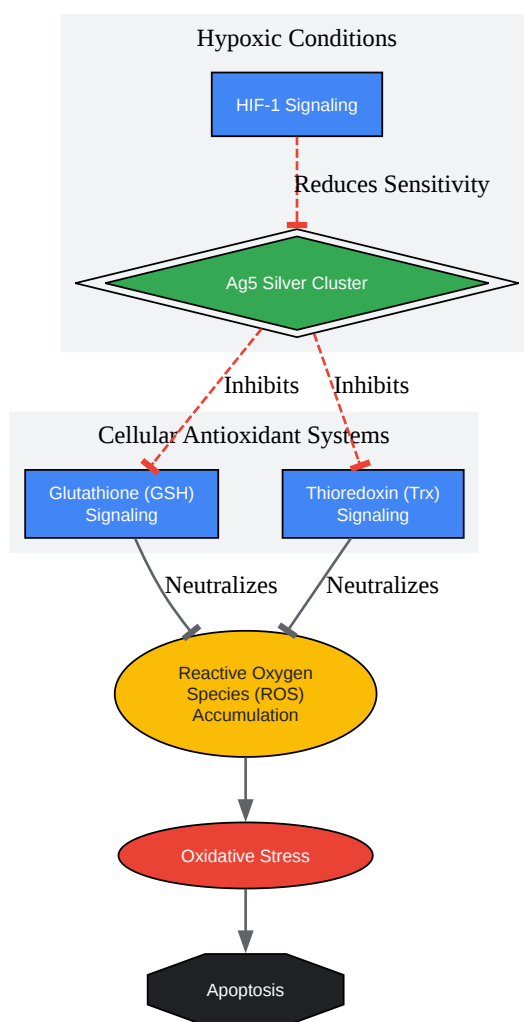 Hypoxic Conditions
HIF-1 Signaling
Reduces Sensitivity
Ag5 Silver Cluster
Inhibits
Inhibits
Cellular Antioxidant Systems
Glutathione (GSH)
Signaling
Thioredoxin (Trx)
Signaling
Neutralizes
Neutralizes
Reactive Oxygen
Species (ROS)
Accumulation
Oxidative Stress
Apoptosis